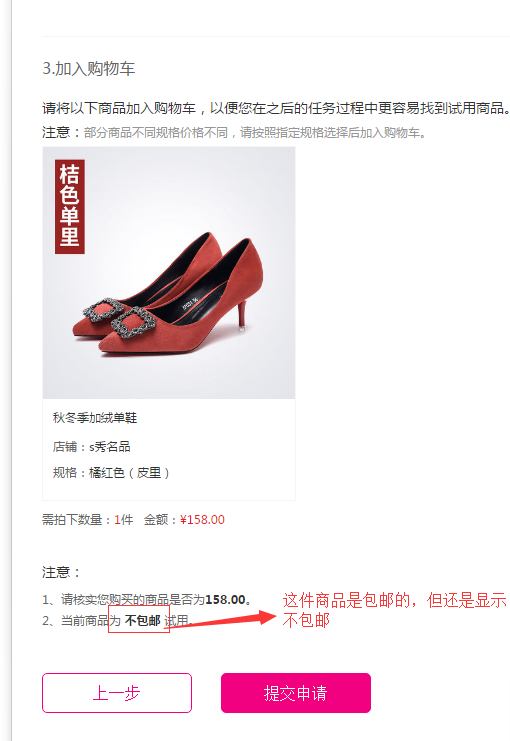 3.加入购物车
请将以下商品加入购物车，以便您在之后的任务过程中更容易找到试用商品。
注意：部分商品不同规格价格不同，请按照指定规格选择后加入购物车。
桔色单里
秋冬季加绒单鞋
店铺：s秀名品
规格：橘红色（皮里）
需拍下数量：1件 金额：¥158.00
注意：
1、请核实您购买的商品是否为158.00。
2、当前商品为 不包邮 试用。
这件商品是包邮的，但还是显示
不包邮
上一步
提交申请